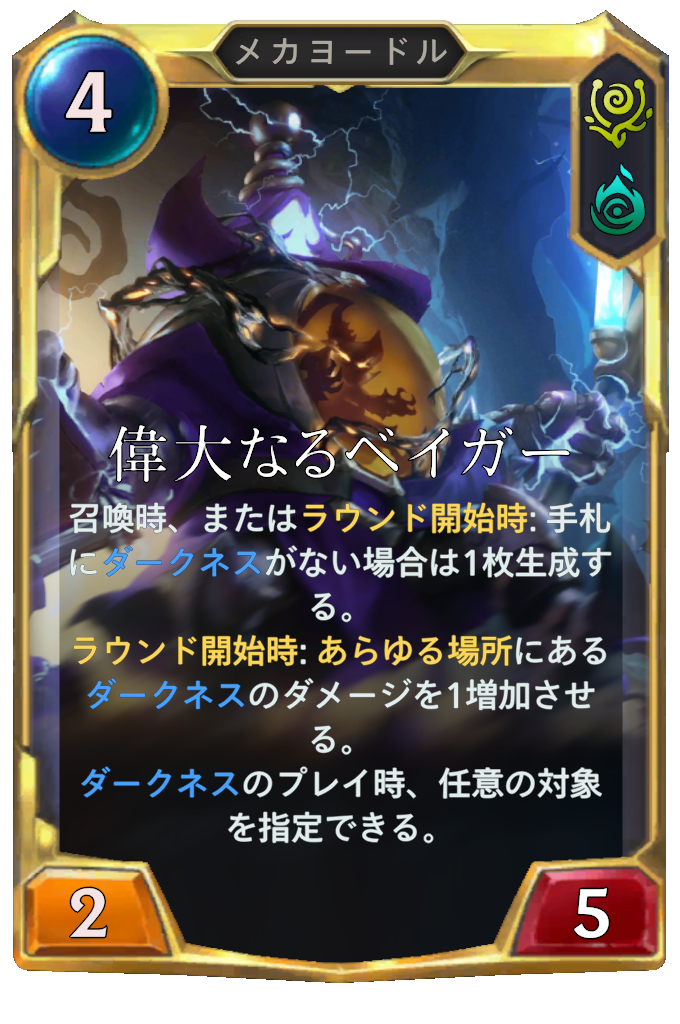 メカヨードル
4
偉大なるベイガー
召喚時、またはラウンド開始時: 手札
にダークネスがない場合は1枚生成す
る。
ラウンド開始時: あらゆる場所にある
ダークネスのダメージを1増加させ
る。
ダークネスのプレイ時、任意の対象
を指定できる。
2
5